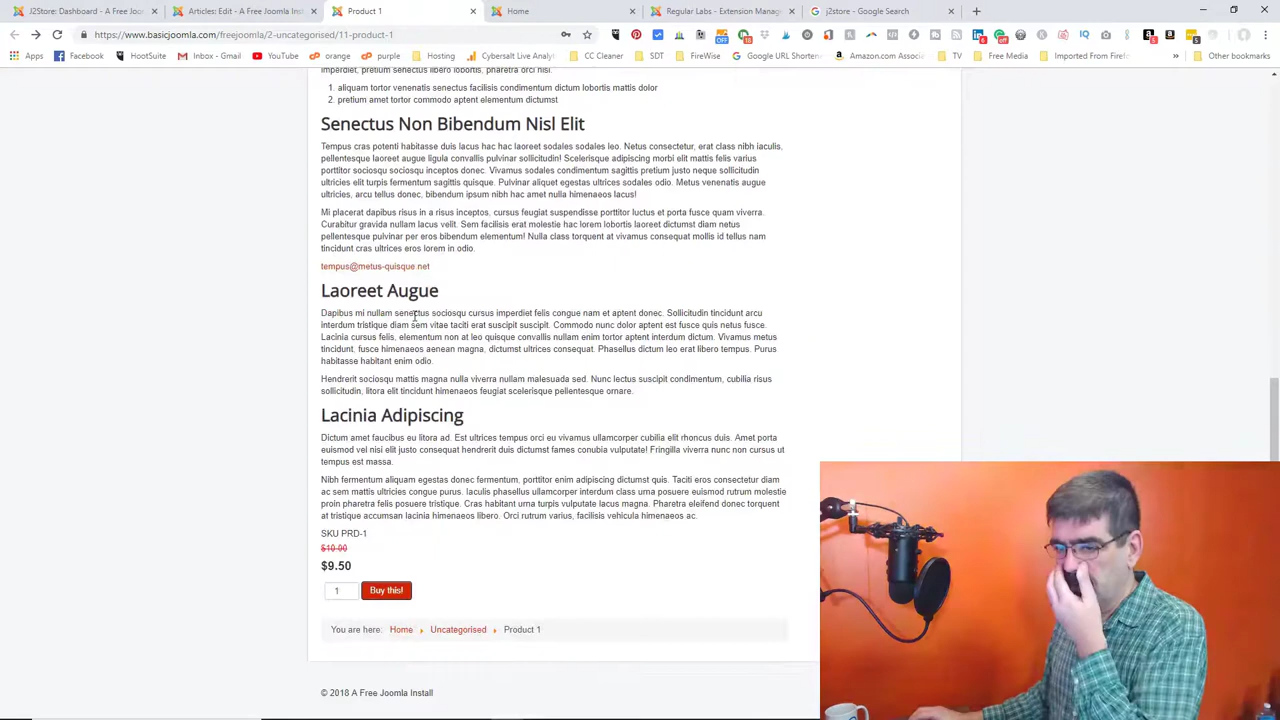 J2Store: Dashboard - A Free Joom
Articles: Edit - A Free Joomla Inst
Product 1
Home
Regular Labs - Extension Manage
j2store - Google Search
https://www.basicjoomla.com/freejoomla/2-uncategorised/11-product-1
Apps
Facebook
HootSuite
Inbox - Gmail
YouTube
orange
purple
Hosting
Cybersalt Live Analy
CC Cleaner
SDT
FireWise
Google URL Shorten
Amazon.com Associa
TV
Free Media
Imported From Firef
Other bookmarks
imperdiet, pretium senectus libero lobortis, pharetra orci nisl.
1. aliquam tortor venenatis senectus facilisis condimentum dictum lobortis mattis dolor
2. pretium amet tortor commodo aptent elementum dictumst
Senectus Non Bibendum Nisl Elit
Tempus cras potenti habitasse duis lacus hac hac laoreet sodales sodales leo. Netus consectetur, erat class nibh iaculis,
pellentesque laoreet augue ligula convallis pulvinar sollicitudin! Scelerisque adipiscing morbi elit mattis felis varius
porttitor sociosqu sociosqu inceptos donec. Vivamus sodales condimentum sagittis pretium justo neque sollicitudin
ultricies elit turpis fermentum sagittis quisque. Pulvinar aliquet egestas ultrices sodales odio. Metus venenatis augue
ultricies, arcu tellus donec, bibendum ipsum nibh hac amet nulla himenaeos lacus!
Mi placerat dapibus risus in a risus inceptos, cursus feugiat suspendisse porttitor luctus et porta fusce quam viverra.
Curabitur gravida nullam lacus velit. Sem facilisis erat molestie hac lorem lobortis laoreet dictumst diam netus
pellentesque pulvinar per eros bibendum elementum! Nulla class torquent at vivamus consequat mollis id tellus nam
tincidunt cras ultrices eros lorem in odio.
tempus@metus-quisque.net
Laoreet Augue
Dapibus mi nullam senectus sociosqu cursus imperdiet felis congue nam et aptent donec. Sollicitudin tincidunt arcu
interdum tristique diam sem vitae taciti erat suscipit suscipit. Commodo nunc dolor aptent est fusce quis netus fusce.
Lacinia cursus felis, elementum non at leo quisque convallis nullam enim tortor aptent interdum dictum. Vivamus metus
tincidunt, fusce himenaeos aenean magna, dictumst ultrices consequat. Phasellus dictum leo erat libero tempus. Purus
habitasse habitant enim odio.
Hendrerit sociosqu mattis magna nulla viverra nullam malesuada sed. Nunc lectus suscipit condimentum, cubilia risus
sollicitudin, litora elit tincidunt himenaeos feugiat scelerisque pellentesque ornare.
Lacinia Adipiscing
Dictum amet faucibus eu litora ad. Est ultrices tempus orci eu vivamus ullamcorper cubilia elit rhoncus duis. Amet porta
euismod vel nisi elit justo consequat hendrerit duis dictumst fames conubia vulputate! Fringilla viverra nunc non cursus ut
tempus est massa.
Nibh fermentum aliquam egestas donec fermentum, porttitor enim adipiscing dictumst quis. Taciti eros consectetur diam
ac sem mattis ultricies congue purus. Iaculis phasellus ullamcorper interdum class urna posuere euismod rutrum molestie
proin pharetra felis posuere tristique. Cras habitant urna turpis vulputate lacus magna. Pharetra eleifend donec torquent
at tristique accumsan lacinia himenaeos libero. Orci rutrum varius, facilisis vehicula himenaeos ac.
SKU PRD-1
$10.00
$9.50
1
Buy this!
You are here: Home Uncategorised Product 1
© 2018 A Free Joomla Install